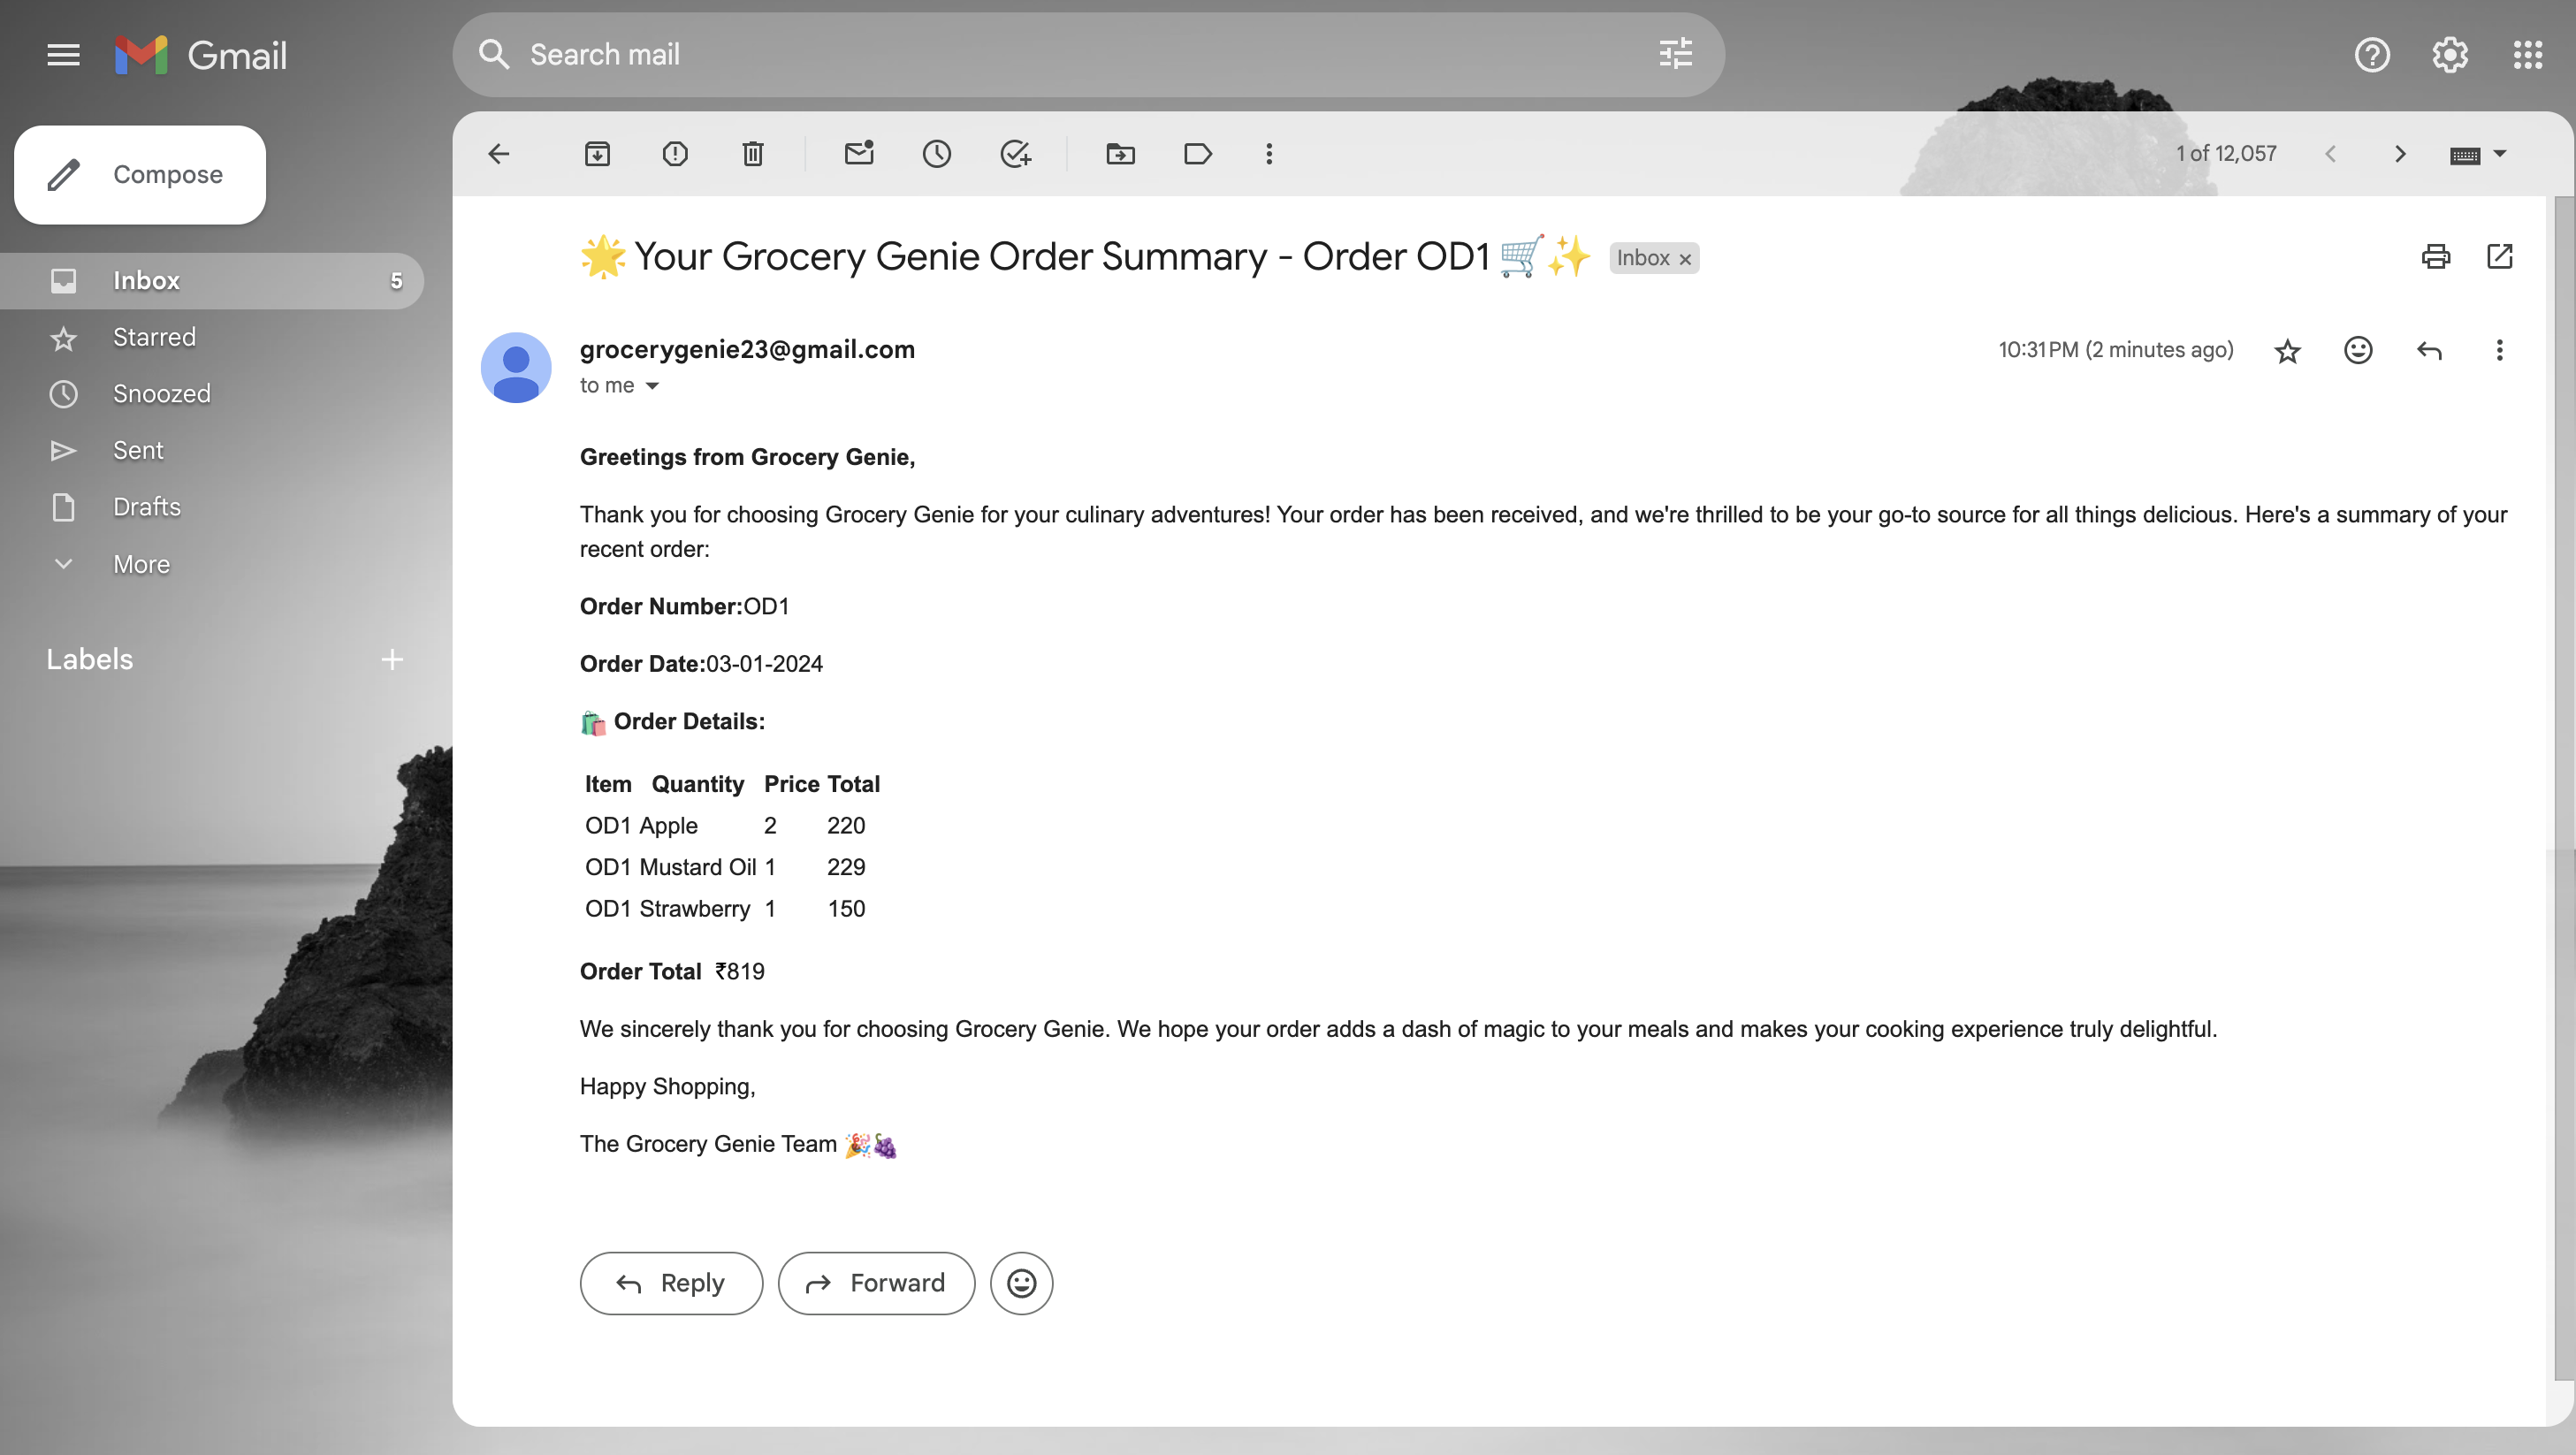 Gmail
Search mail
Compose
Inbox 5
Starred
Snoozed
Sent
Drafts
More
Labels
1 of 12,057
🌟 Your Grocery Genie Order Summary - Order OD1 🛒✨ Inbox
grocerygenie23@gmail.com
10:31 PM (2 minutes ago)
to me
Greetings from Grocery Genie,
Thank you for choosing Grocery Genie for your culinary adventures! Your order has been received, and we're thrilled to be your go-to source for all things delicious. Here's a summary of your
recent order:
Order Number:OD1
Order Date:03-01-2024
🛍️ Order Details:
Item Quantity Price Total
OD1 Apple 2 220
OD1 Mustard Oil 1 229
OD1 Strawberry 1 150
Order Total ₹819
We sincerely thank you for choosing Grocery Genie. We hope your order adds a dash of magic to your meals and makes your cooking experience truly delightful.
Happy Shopping,
The Grocery Genie Team 🎉🍇
Reply
Forward